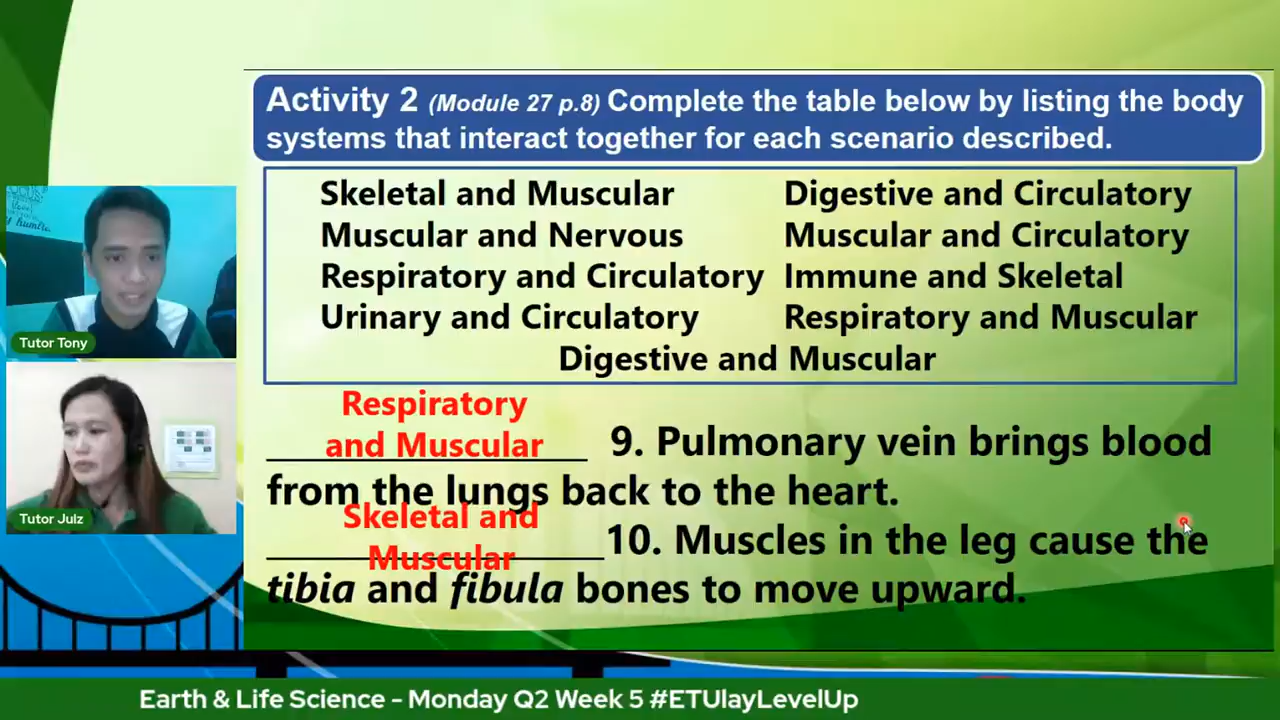 Activity 2 (Module 27 p.8) Complete the table below by listing the body
systems that interact together for each scenario described.
Skeletal and Muscular
Digestive and Circulatory
Muscular and Nervous
Muscular and Circulatory
Respiratory and Circulatory
Immune and Skeletal
Urinary and Circulatory
Respiratory and Muscular
Digestive and Muscular
Respiratory
and Muscular
9. Pulmonary vein brings blood
from the lungs back to the heart.
Skeletal and
Muscular
10. Muscles in the leg cause the
tibia and fibula bones to move upward.
Tutor Tony
Tutor Julz
Earth & Life Science - Monday Q2 Week 5 #ETUlayLevelUp